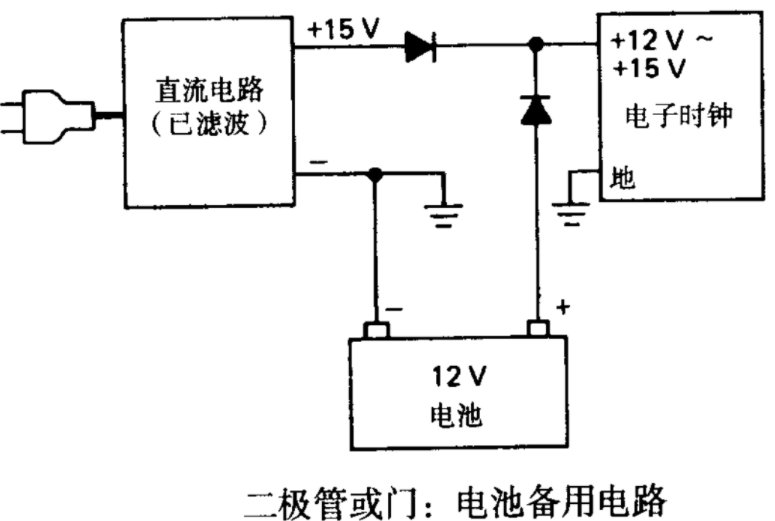 +15 V
直流电路
（已滤波）
−
+12 V ~
+15 V
电子时钟
地
−
+
12 V
电池
二极管或门：电池备用电路